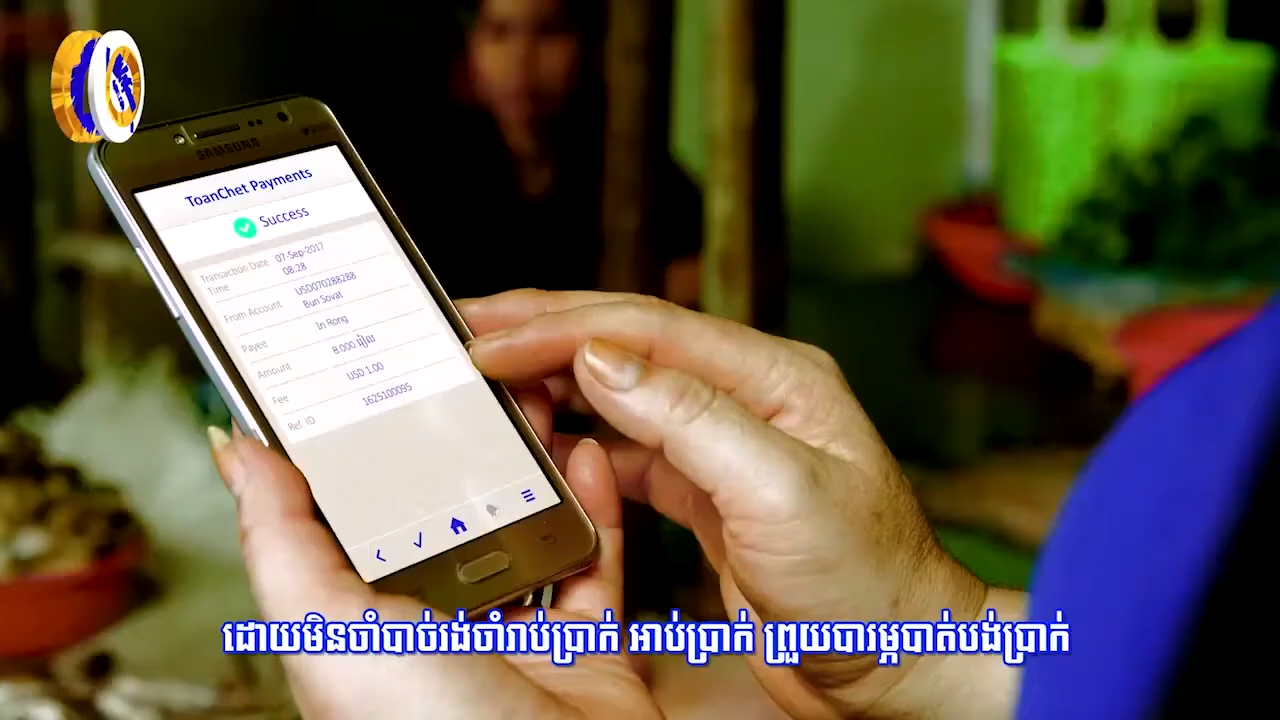 SAMSUNG
ToanChet Payments
Success
Transaction Date 07-Sep-2017
Time 08:28
From Account USD070288288
Bun Sovat
Payee In Rong
Amount 8.000 រៀល
Fee USD 1.00
Ref. ID 1625100095
ដោយមិនចាំបាច់រង់ចាំរាប់ប្រាក់ អាប់ប្រាក់ ព្រួយបារម្ភបាត់បង់ប្រាក់